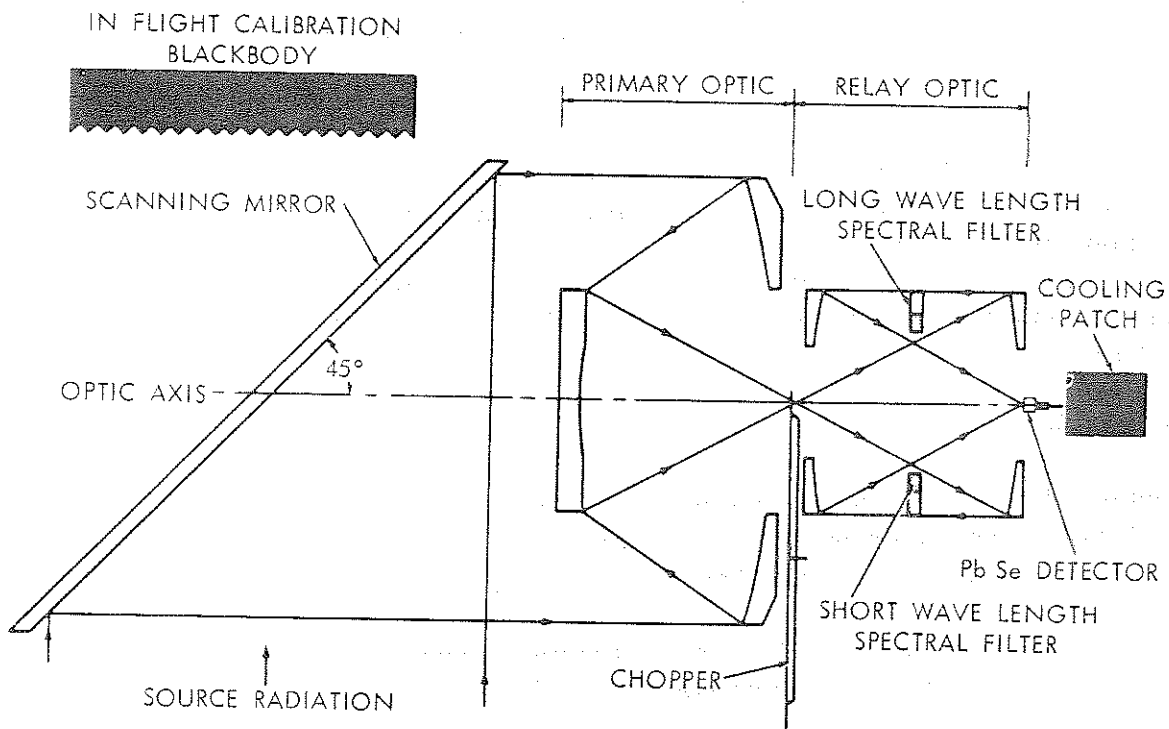 IN FLIGHT CALIBRATION
BLACKBODY
PRIMARY OPTIC
RELAY OPTIC
SCANNING MIRROR
LONG WAVE LENGTH
SPECTRAL FILTER
COOLING
PATCH
45°
OPTIC AXIS
Pb Se DETECTOR
SHORT WAVE LENGTH
SPECTRAL FILTER
CHOPPER
SOURCE RADIATION